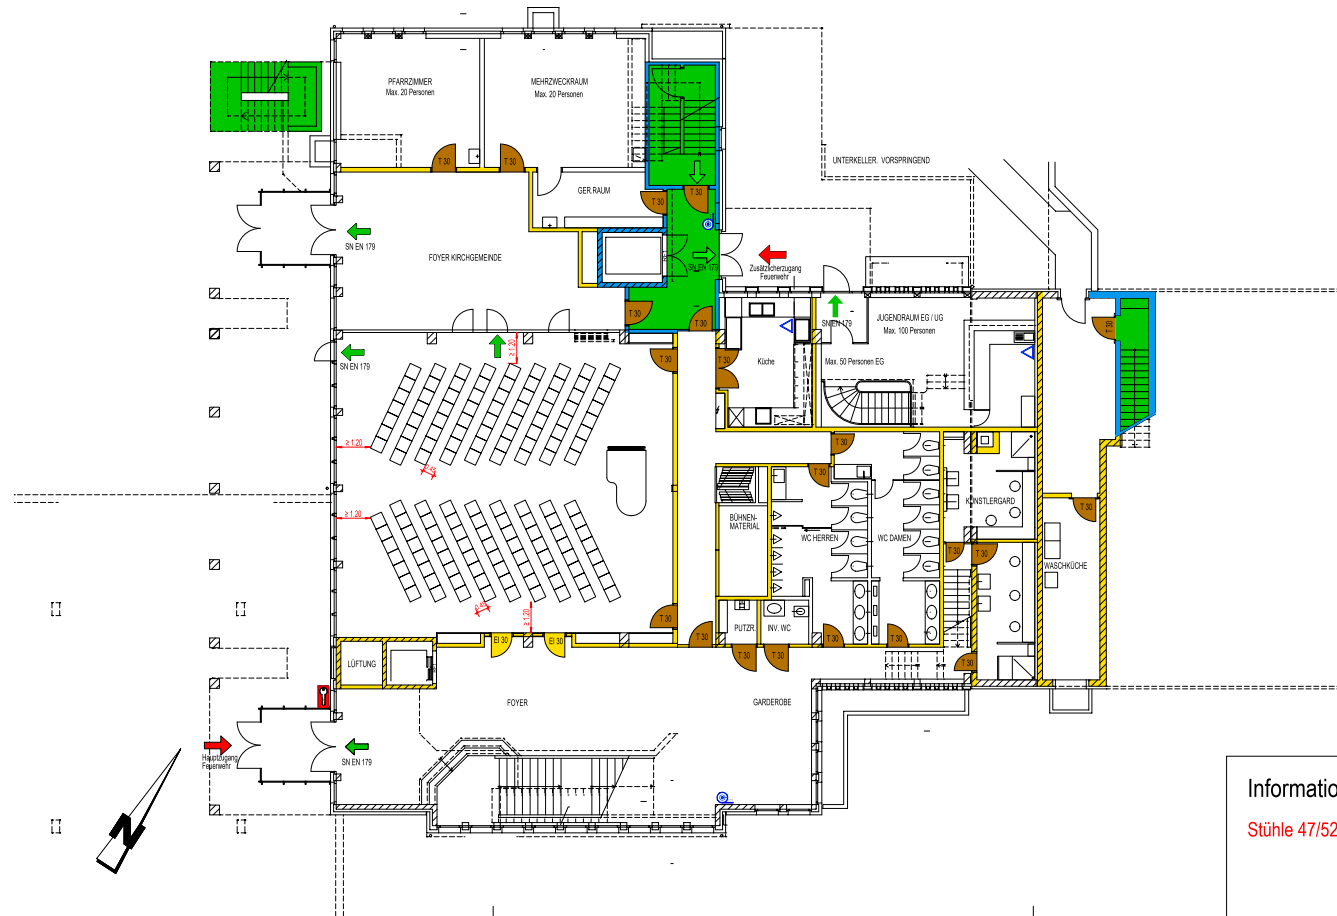 PFARRZIMMER
Max. 20 Personen
MEHRZWECKRAUM
Max. 20 Personen
UNTERKELLER. VORSPRINGEND
T 30
T 30
GER.RAUM
T 30
T 30
SN EN 179
FOYER KIRCHGEMEINDE
SN EN 179
Zusätzlicherzugang
Feuerwehr
T 30
T 30
SN EN 179
JUGENDRAUM EG / UG
Max. 100 Personen
T 30
SN EN 179
≥ 1.20
T 30
T 30
T 30
Küche
Max. 50 Personen EG
≥ 1.20
0.45
T 30
T 30
≥ 1.20
BÜHNEN-
MATERIAL
WC HERREN
WC DAMEN
KÜNSTLERGARD
T 30
T 30
T 30
WASCHKÜCHE
0.45
≥ 1.20
T 30
T 30
PUTZR.
INV. WC
T 30
T 30
EI 30
EI 30
T 30
T 30
T 30
LÜFTUNG
FOYER
GARDEROBE
Hauptzugang
Feuerwehr
SN EN 179
N
Informatio
Stühle 47/52